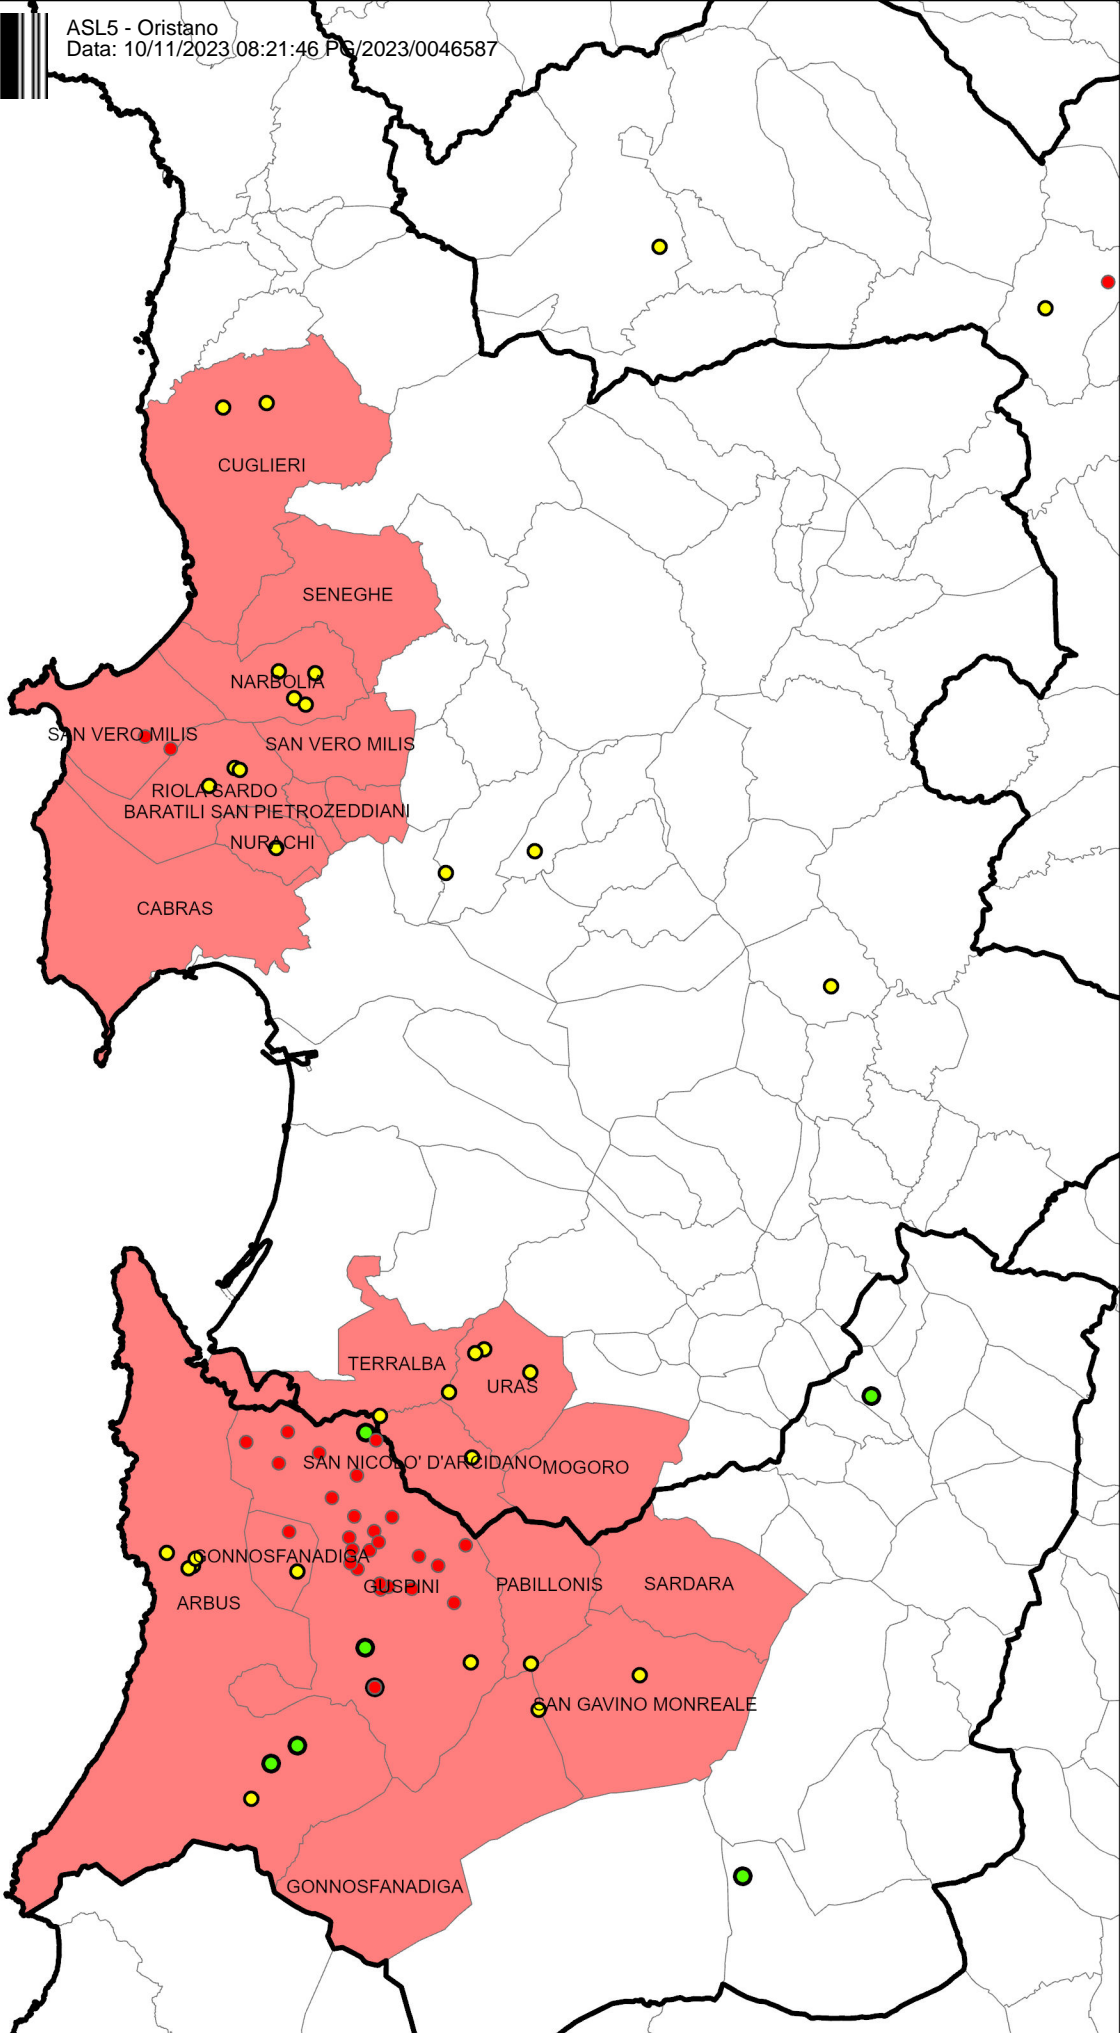 ASL5 - Oristano
Data: 10/11/2023 08:21:46 PG/2023/0046587
CUGLIERI
SENEGHE
NARBOLIA
SAN VERO MILIS
SAN VERO MILIS
RIOLA SARDO
BARATILI SAN PIETRO
ZEDDIANI
NURACHI
CABRAS
TERRALBA
URAS
SAN NICOLO' D'ARCIDANO
MOGORO
GONNOSFANADIGA
GUSPINI
PABILLONIS
SARDARA
ARBUS
SAN GAVINO MONREALE
GONNOSFANADIGA